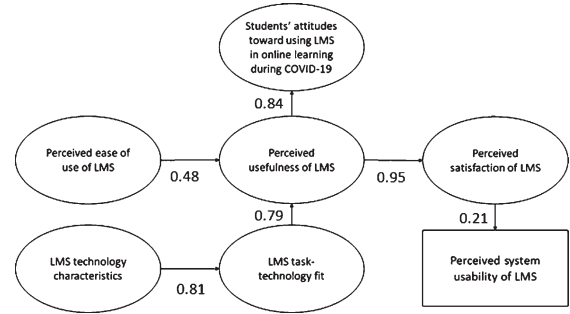 Students' attitudes
toward using LMS
in online learning
during COVID-19
0.84
Perceived ease of
use of LMS
0.48
Perceived
usefulness of LMS
0.95
Perceived
satisfaction of LMS
0.79
0.21
LMS technology
characteristics
0.81
LMS task-
technology fit
Perceived system
usability of LMS